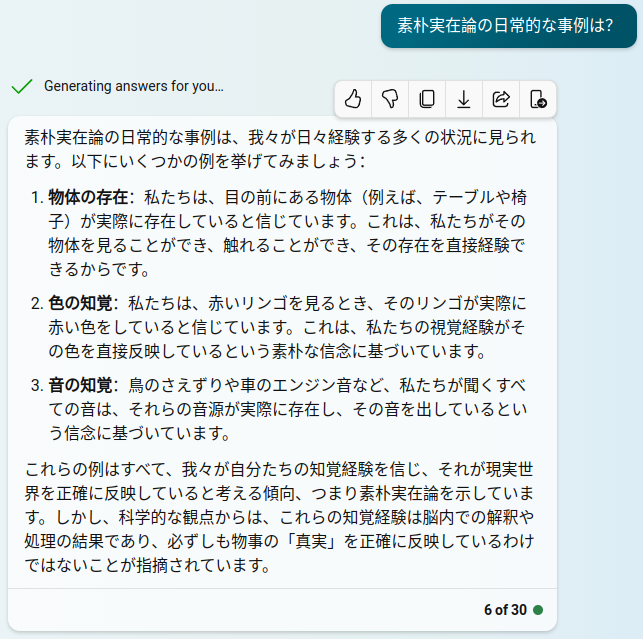 素朴実在論の日常的な事例は?
Generating answers for you...
素朴実在論の日常的な事例は、我々が日々経験する多くの状況に見られ
ます。以下にいくつかの例を挙げてみましょう:
1. 物体の存在: 私たちは、目の前にある物体（例えば、テーブルや椅
子）が実際に存在していると信じています。これは、私たちがその
物体を見ることができ、触れることができ、その存在を直接経験で
きるからです。
2. 色の知覚: 私たちは、赤いリンゴを見るとき、そのリンゴが実際に
赤い色をしていると信じています。これは、私たちの視覚経験がそ
の色を直接反映しているという素朴な信念に基づいています。
3. 音の知覚: 鳥のさえずりや車のエンジン音など、私たちが聞くすべ
ての音は、それらの音源が実際に存在し、その音を出しているとい
う信念に基づいています。
これらの例はすべて、我々が自分たちの知覚経験を信じ、それが現実世
界を正確に反映していると考える傾向、つまり素朴実在論を示していま
す。しかし、科学的な観点からは、これらの知覚経験は脳内での解釈や
処理の結果であり、必ずしも物事の「真実」を正確に反映しているわけ
ではないことが指摘されています。
6 of 30